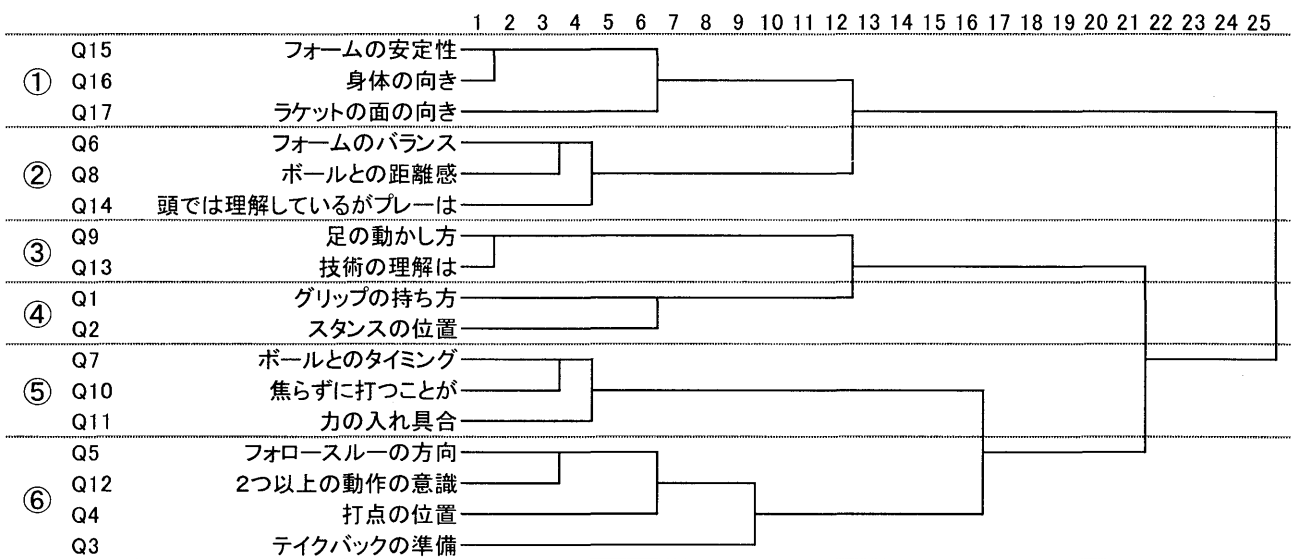 1 2 3 4 5 6 7 8 9 10 11 12 13 14 15 16 17 18 19 20 21 22 23 24 25
① Q15 フォームの安定性
Q16 身体の向き
Q17 ラケットの面の向き
② Q6 フォームのバランス
Q8 ボールとの距離感
Q14 頭では理解しているがプレーは
③ Q9 足の動かし方
Q13 技術の理解は
④ Q1 グリップの持ち方
Q2 スタンスの位置
⑤ Q7 ボールとのタイミング
Q10 焦らずに打つことが
Q11 力の入れ具合
⑥ Q5 フォロースルーの方向
Q12 2つ以上の動作の意識
Q4 打点の位置
Q3 テイクバックの準備